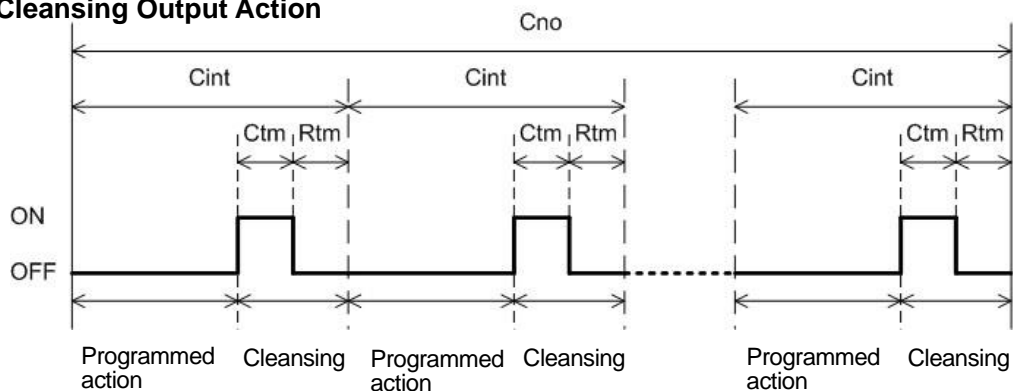 Cleansing Output Action
Cno
Cint Cint Cint
Ctm Rtm Ctm Rtm Ctm Rtm
ON
OFF
Programmed action Cleansing Programmed action Cleansing Programmed action Cleansing